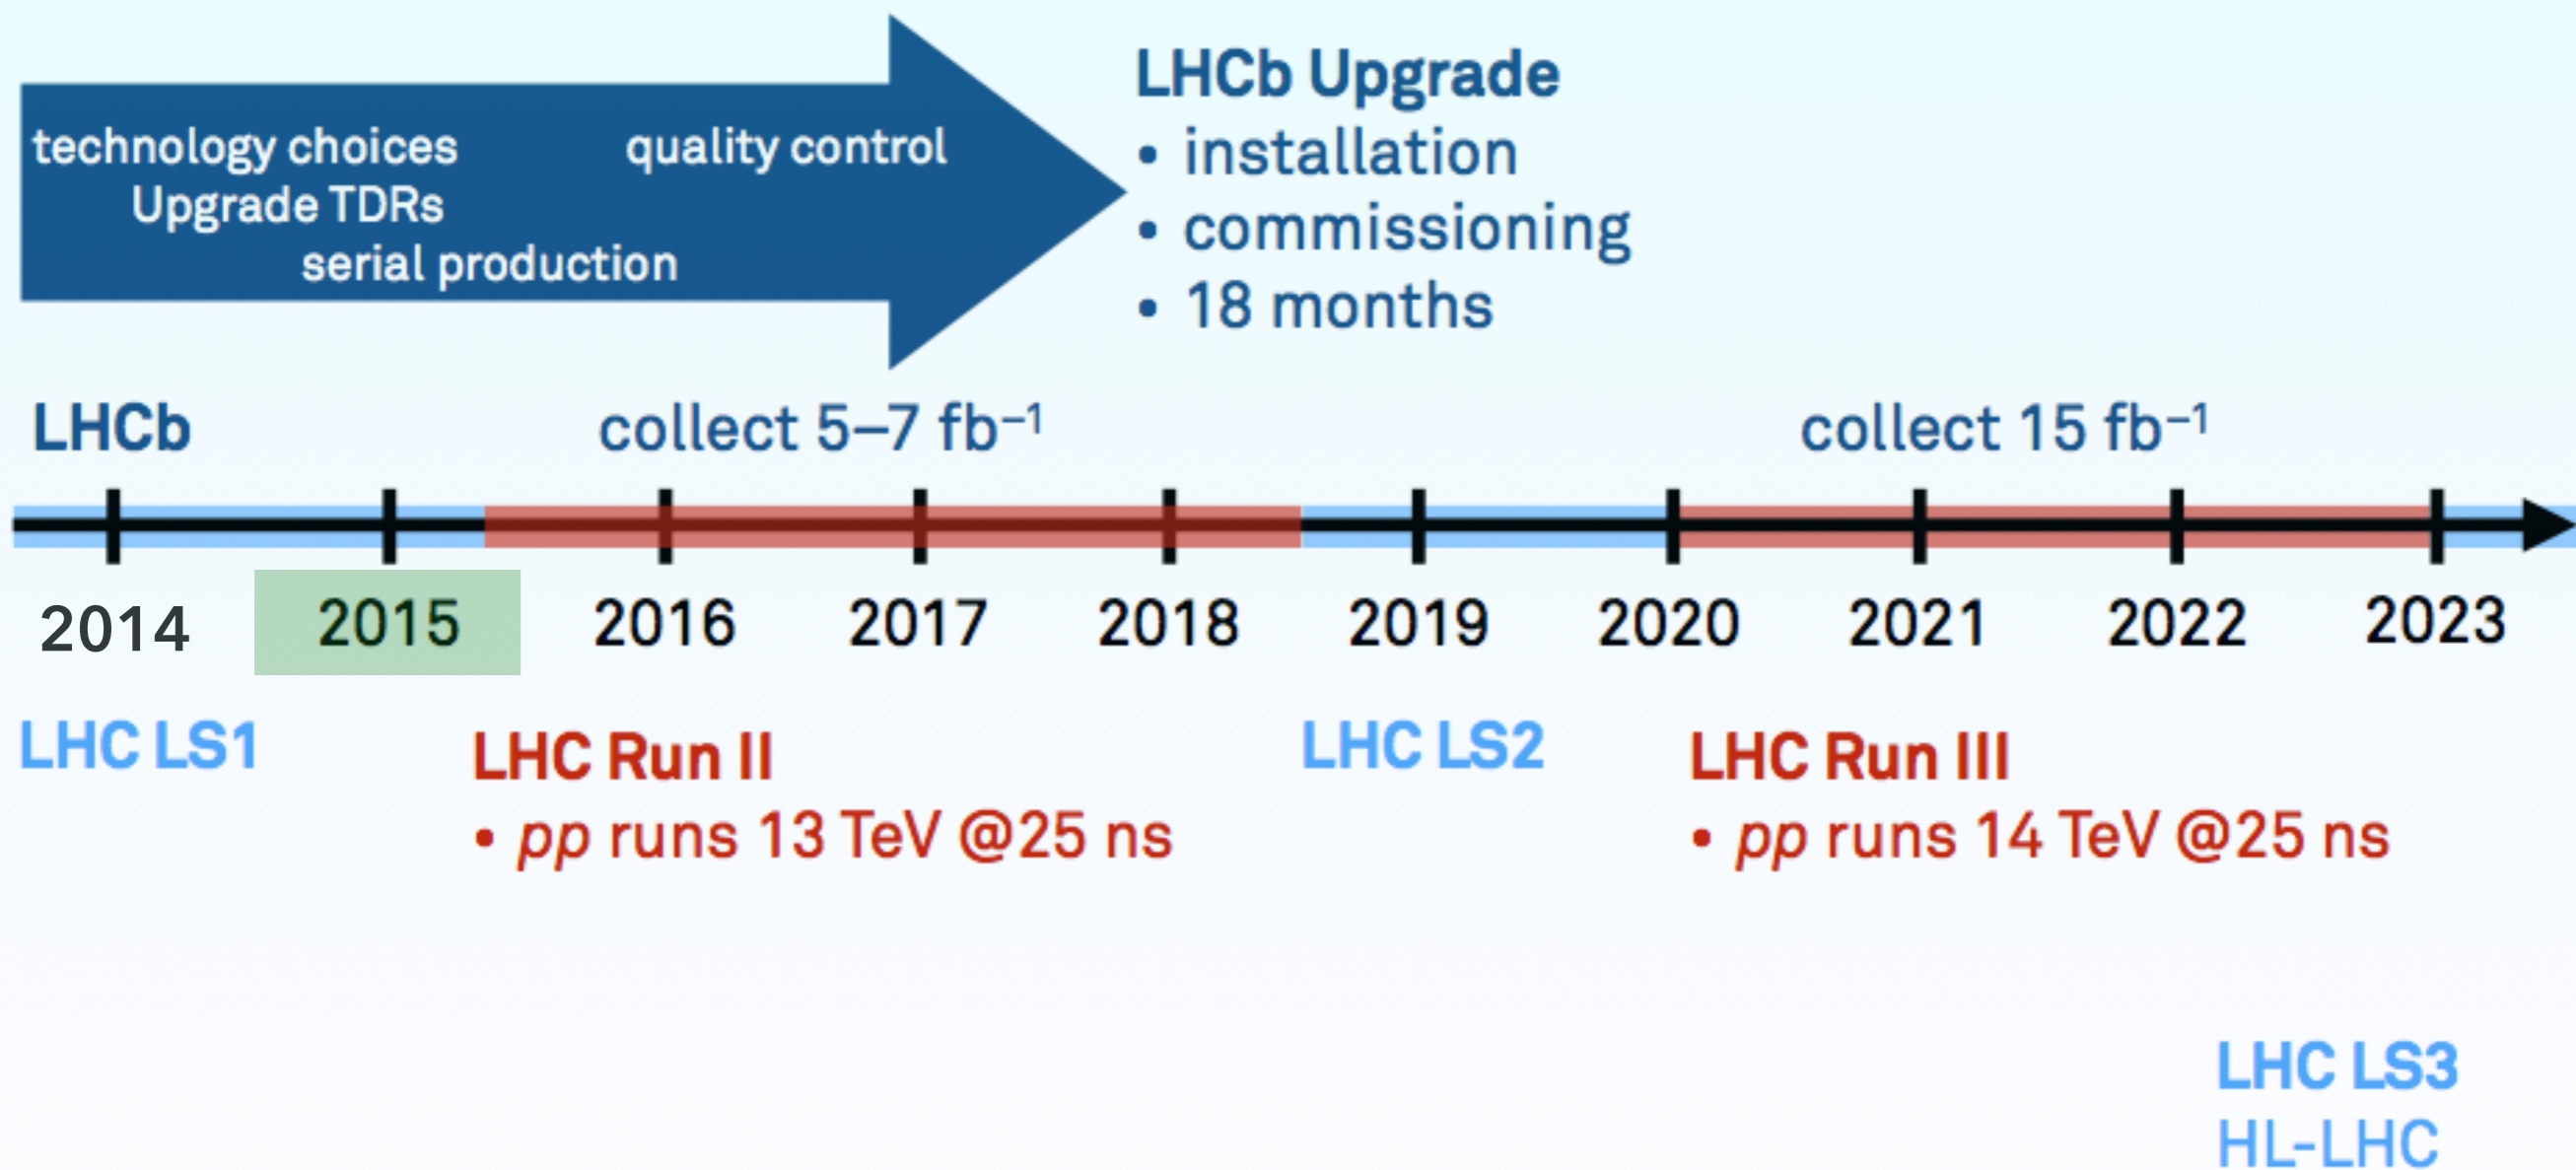 LHCb Upgrade
technology choices quality control
• installation
Upgrade TDRs
• commissioning
serial production
• 18 months
LHCb collect 5–7 fb⁻¹ collect 15 fb⁻¹
2014 2015 2016 2017 2018 2019 2020 2021 2022 2023
LHC LS1 LHC Run II LHC LS2 LHC Run III
• pp runs 13 TeV @25 ns • pp runs 14 TeV @25 ns
LHC LS3
HL-LHC